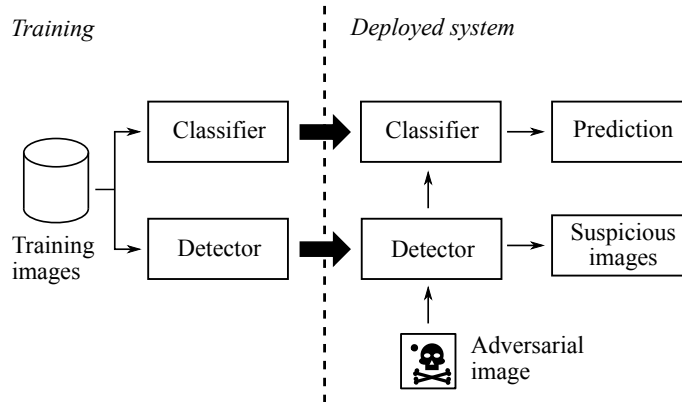 Training
Deployed system
Classifier
Classifier
Prediction
Training
images
Detector
Detector
Suspicious
images
Adversarial
image